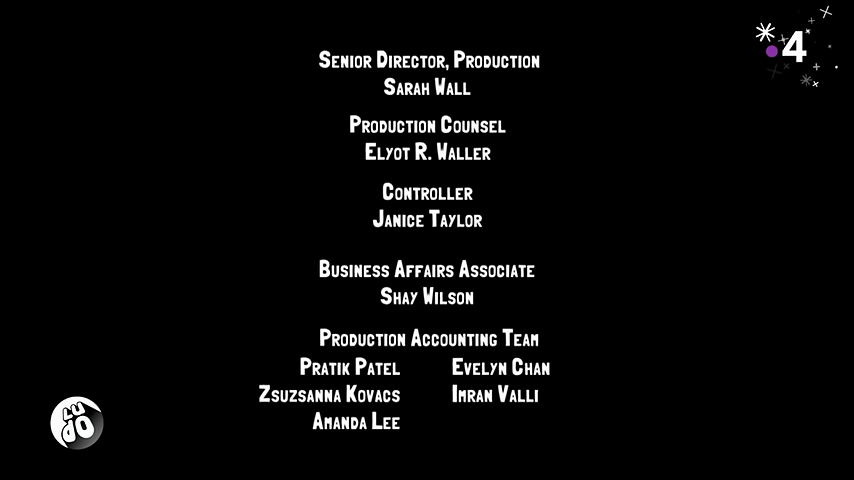 4
Senior Director, Production
Sarah Wall
Production Counsel
Elyot R. Waller
Controller
Janice Taylor
Business Affairs Associate
Shay Wilson
Production Accounting Team
Pratik Patel Evelyn Chan
Zsuzsanna Kovacs Imran Valli
Amanda Lee
LUDO